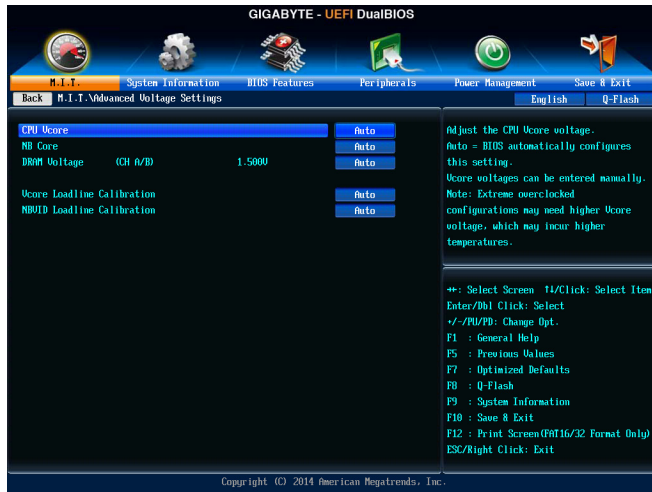 GIGABYTE - UEFI DualBIOS
M.I.T. System Information BIOS Features Peripherals Power Management Save & Exit
Back M.I.T.\Advanced Voltage Settings English Q-Flash
CPU Vcore Auto
NB Core Auto
DRAM Voltage (CH A/B) 1.500V Auto
Vcore Loadline Calibration Auto
NBVID Loadline Calibration Auto
Adjust the CPU Vcore voltage.
Auto = BIOS automatically configures
this setting.
Vcore voltages can be entered manually.
Note: Extreme overclocked
configurations may need higher Vcore
voltage, which may incur higher
temperatures.
→←: Select Screen ↑↓/Click: Select Item
Enter/Dbl Click: Select
+/-/PU/PD: Change Opt.
F1 : General Help
F5 : Previous Values
F7 : Optimized Defaults
F8 : Q-Flash
F9 : System Information
F10 : Save & Exit
F12 : Print Screen(FAT16/32 Format Only)
ESC/Right Click: Exit
Copyright (C) 2014 American Megatrends, Inc.